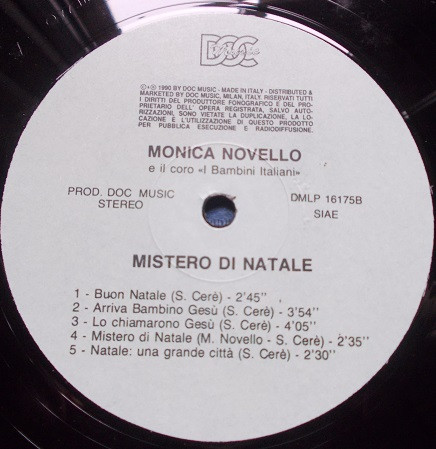 DOC
©+℗ 1990 BY DOC MUSIC - MADE IN ITALY - DISTRIBUTED &
MARKETED BY DOC MUSIC, MILAN, ITALY. RISERVATI TUTTI
I DIRITTI DEL PRODUTTORE FONOGRAFICO E DEL PRO-
PRIETARIO DELL' OPERA REGISTRATA, SALVO AUTO-
RIZZAZIONI, SONO VIETATE LA DUPLICAZIONE, LA LO-
CAZIONE E L'UTILIZZAZIONE DI QUESTO PRODOTTO
PER PUBBLICA ESECUZIONE E RADIODIFFUSIONE.
MONICA NOVELLO
e il coro «I Bambini Italiani»
PROD. DOC MUSIC
STEREO
DMLP 16175B
SIAE
MISTERO DI NATALE
1 - Buon Natale (S. Cerè) - 2'45"
2 - Arriva Bambino Gesù (S. Cerè) - 3'54"
3 - Lo chiamarono Gesù (S. Cerè) - 4'05"
4 - Mistero di Natale (M. Novello - S. Cerè) - 2'35"
5 - Natale: una grande città (S. Cerè) - 2'30"